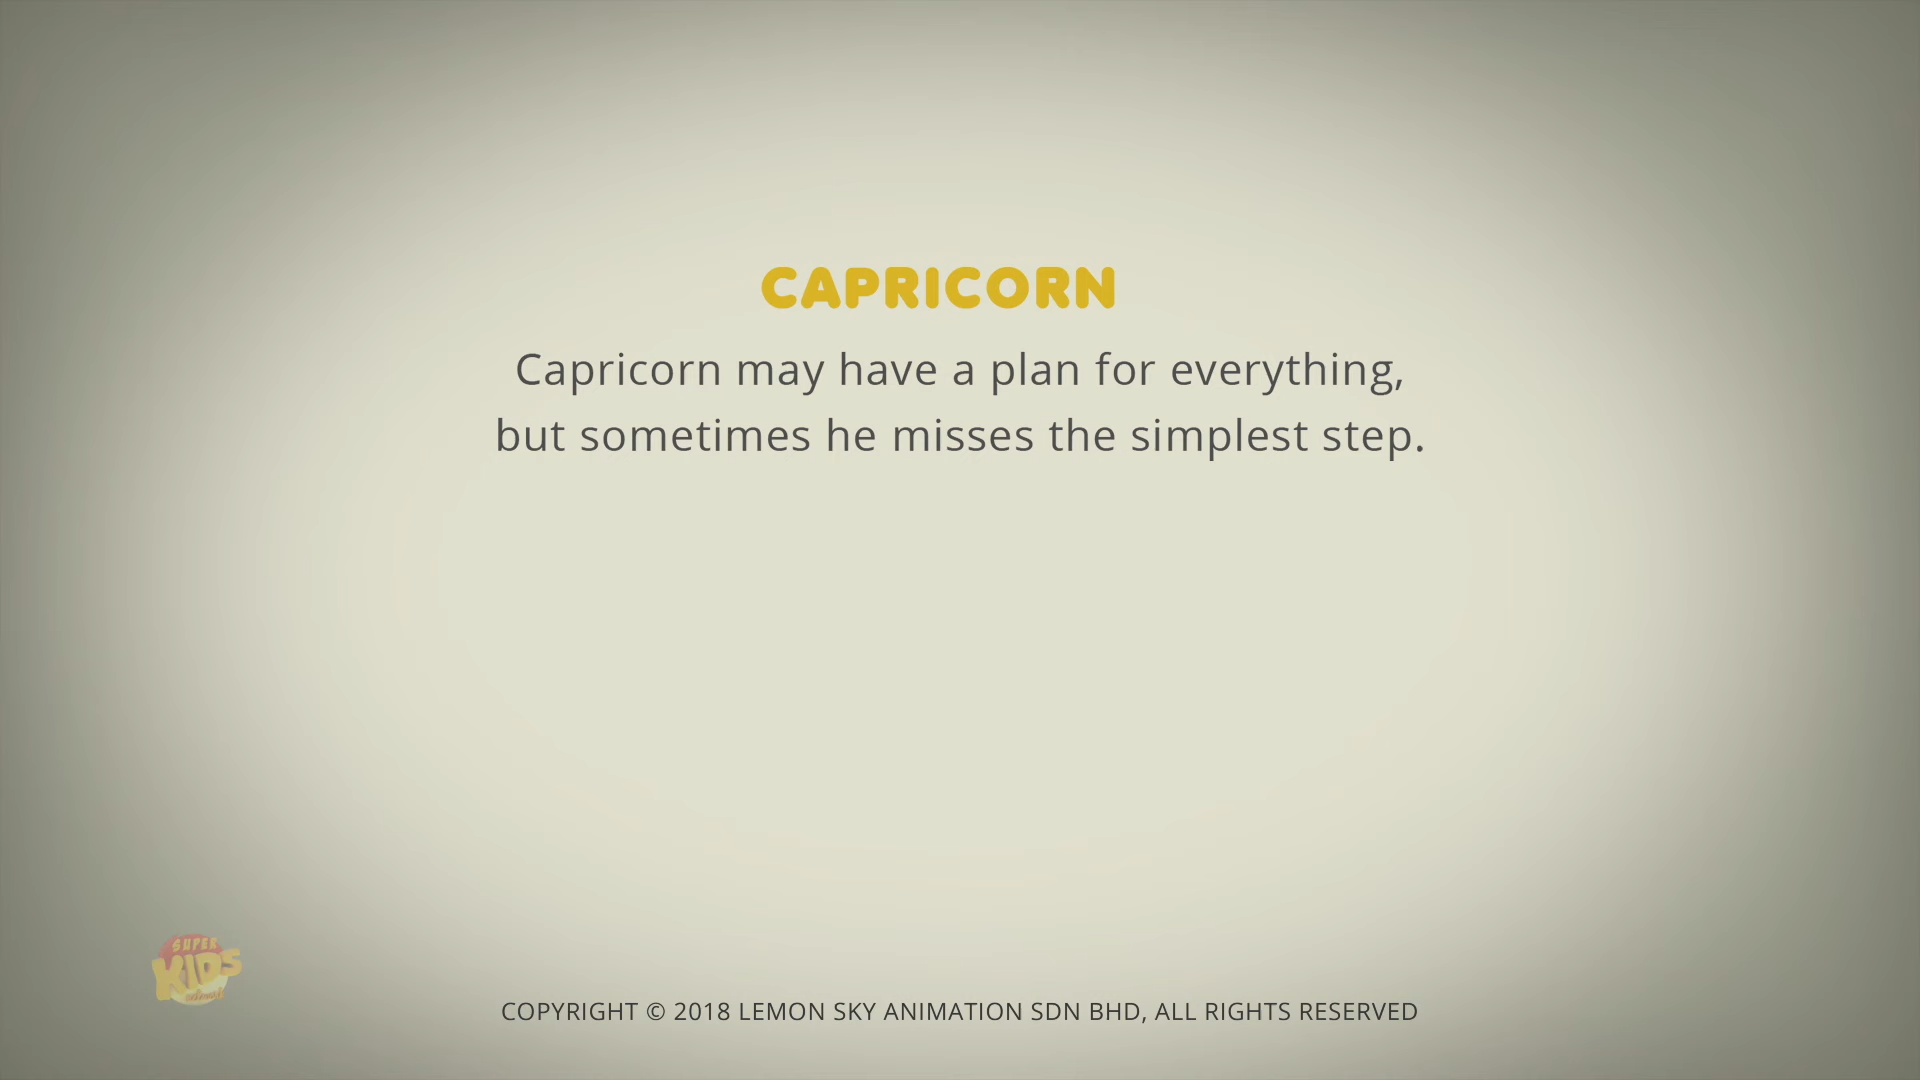 CAPRICORN
Capricorn may have a plan for everything,
but sometimes he misses the simplest step.
SUPER
KIDS
COPYRIGHT © 2018 LEMON SKY ANIMATION SDN BHD, ALL RIGHTS RESERVED